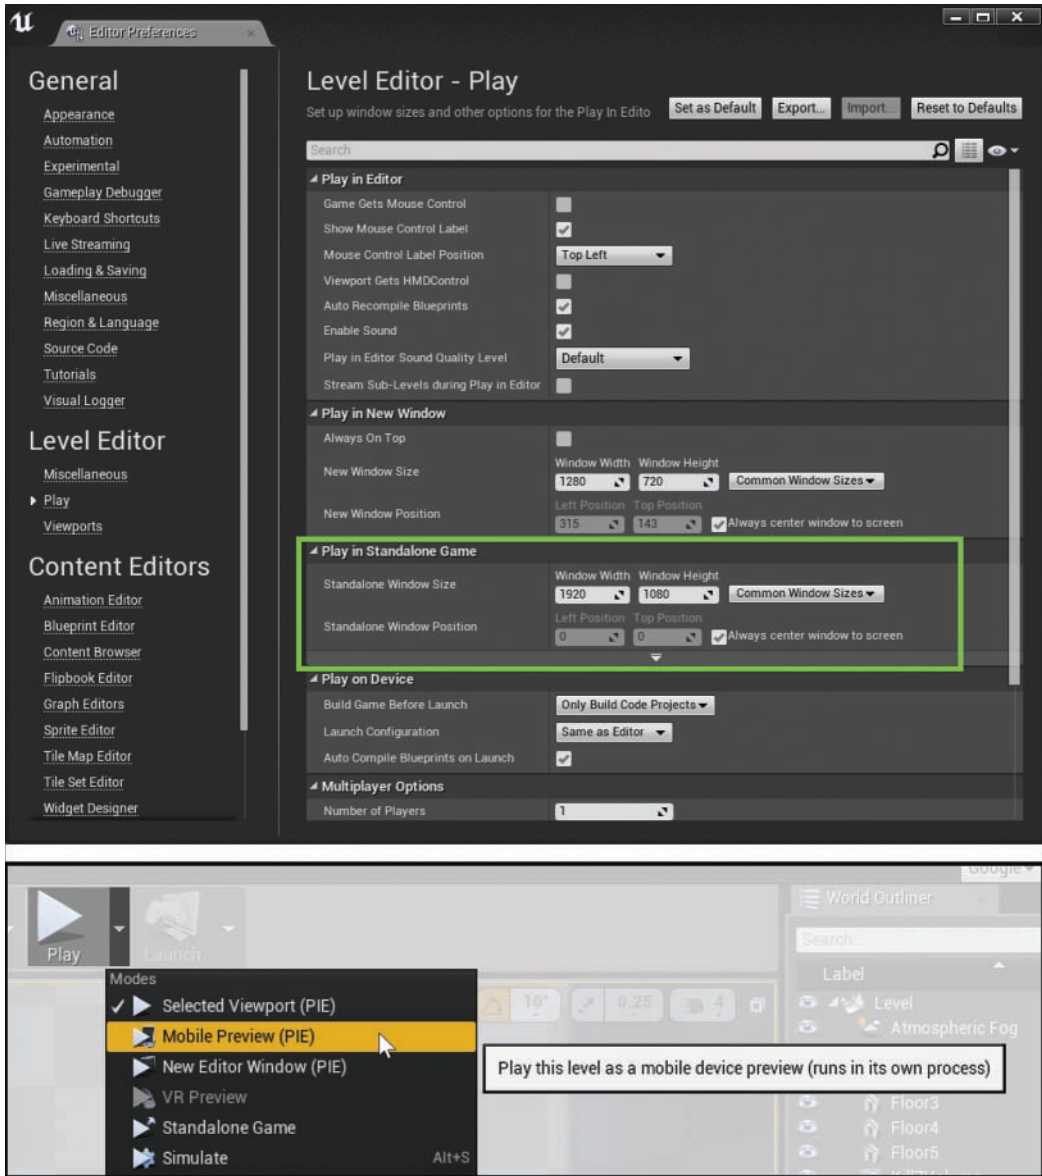 Editor Preferences
General
Appearance
Automation
Experimental
Gameplay Debugger
Keyboard Shortcuts
Live Streaming
Loading & Saving
Miscellaneous
Region & Language
Source Code
Tutorials
Visual Logger
Level Editor
Miscellaneous
Play
Viewports
Content Editors
Animation Editor
Blueprint Editor
Content Browser
Flipbook Editor
Graph Editors
Sprite Editor
Tile Map Editor
Tile Set Editor
Widget Designer
Level Editor - Play
Set up window sizes and other options for the Play In Edito
Set as Default Export... Import... Reset to Defaults
Search
Play in Editor
Game Gets Mouse Control
Show Mouse Control Label
Mouse Control Label Position Top Left
Viewport Gets HMDControl
Auto Recompile Blueprints
Enable Sound
Play in Editor Sound Quality Level Default
Stream Sub-Levels during Play in Editor
Play in New Window
Always On Top
Window Width Window Height
New Window Size 1280 720 Common Window Sizes
Left Position Top Position
New Window Position 315 143 Always center window to screen
Play in Standalone Game
Window Width Window Height
Standalone Window Size 1920 1080 Common Window Sizes
Left Position Top Position
Standalone Window Position 0 0 Always center window to screen
Play on Device
Build Game Before Launch Only Build Code Projects
Launch Configuration Same as Editor
Auto Compile Blueprints on Launch
Multiplayer Options
Number of Players 1
Google
Play Launch
Modes
Selected Viewport (PIE)
Mobile Preview (PIE)
New Editor Window (PIE)
VR Preview
Standalone Game
Simulate Alt+S
10° 0.25 4
Play this level as a mobile device preview (runs in its own process)
World Outliner
Search
Label
Level
Atmospheric Fog
Floor3
Floor4
Floor5